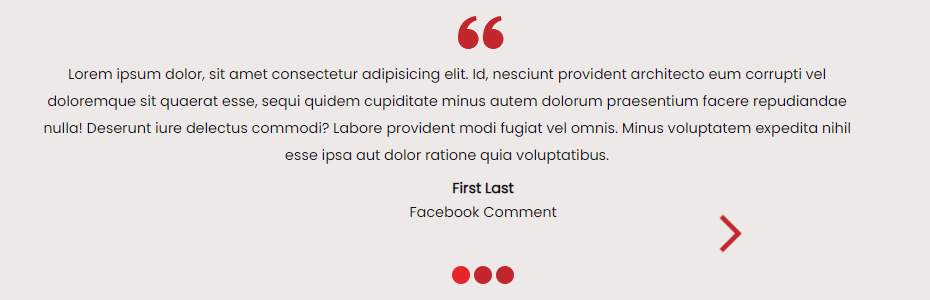 “
Lorem ipsum dolor, sit amet consectetur adipisicing elit. Id, nesciunt provident architecto eum corrupti vel
doloremque sit quaerat esse, sequi quidem cupiditate minus autem dolorum praesentium facere repudiandae
nulla! Deserunt iure delectus commodi? Labore provident modi fugiat vel omnis. Minus voluptatem expedita nihil
esse ipsa aut dolor ratione quia voluptatibus.
First Last
Facebook Comment